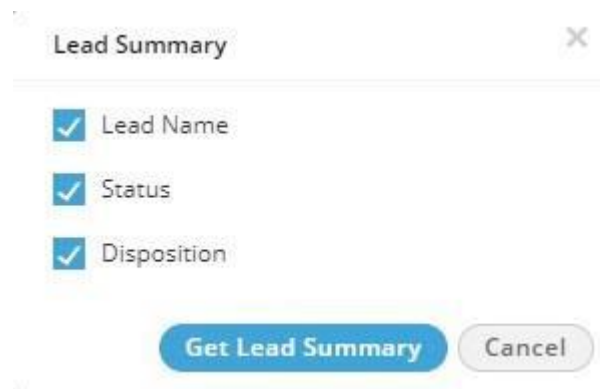 Lead Summary
Lead Name
Status
Disposition
Get Lead Summary Cancel